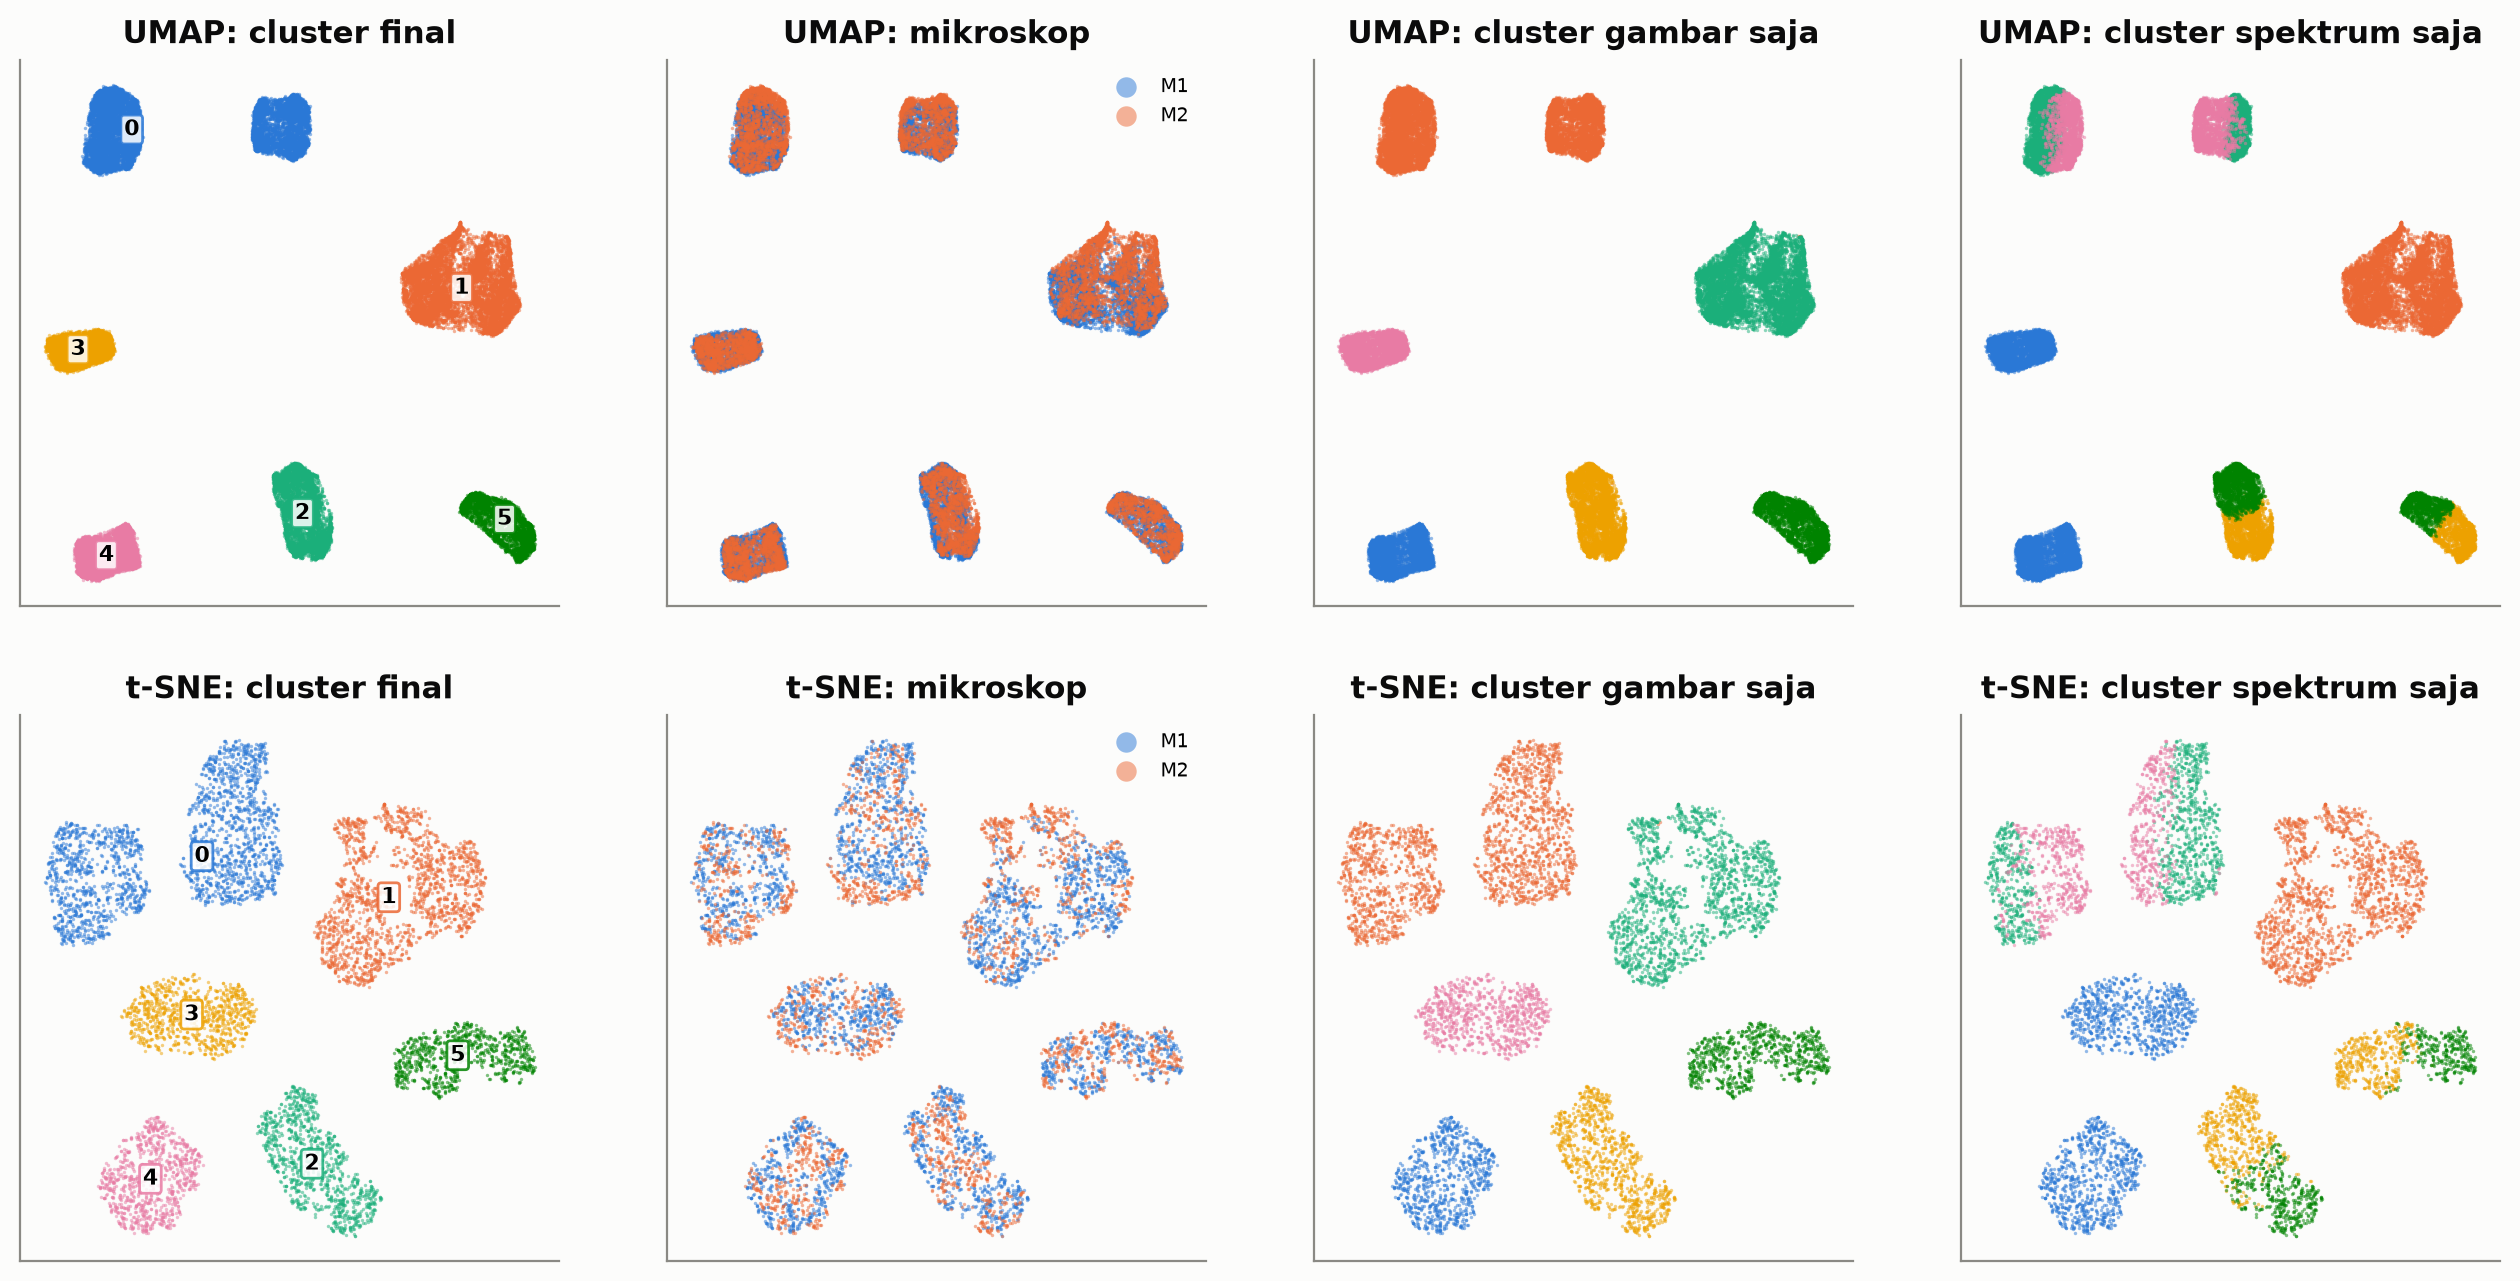 UMAP: cluster final
0
1
3
2
5
4
UMAP: mikroskop
M1
M2
UMAP: cluster gambar saja
UMAP: cluster spektrum saja
t-SNE: cluster final
0
1
3
5
2
4
t-SNE: mikroskop
M1
M2
t-SNE: cluster gambar saja
t-SNE: cluster spektrum saja